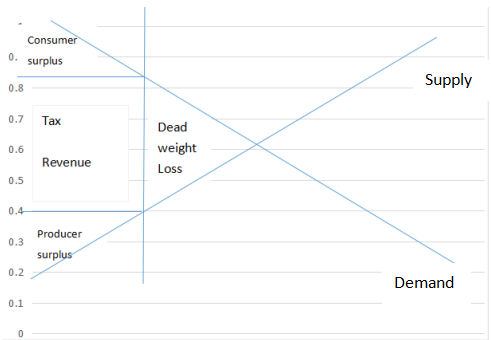 Consumer
surplus
0.
0.8
0.7
0.6
0.5
0.4
0.3
0.2
0.1
0
Supply
Tax
Revenue
Dead
weight
Loss
Producer
surplus
Demand